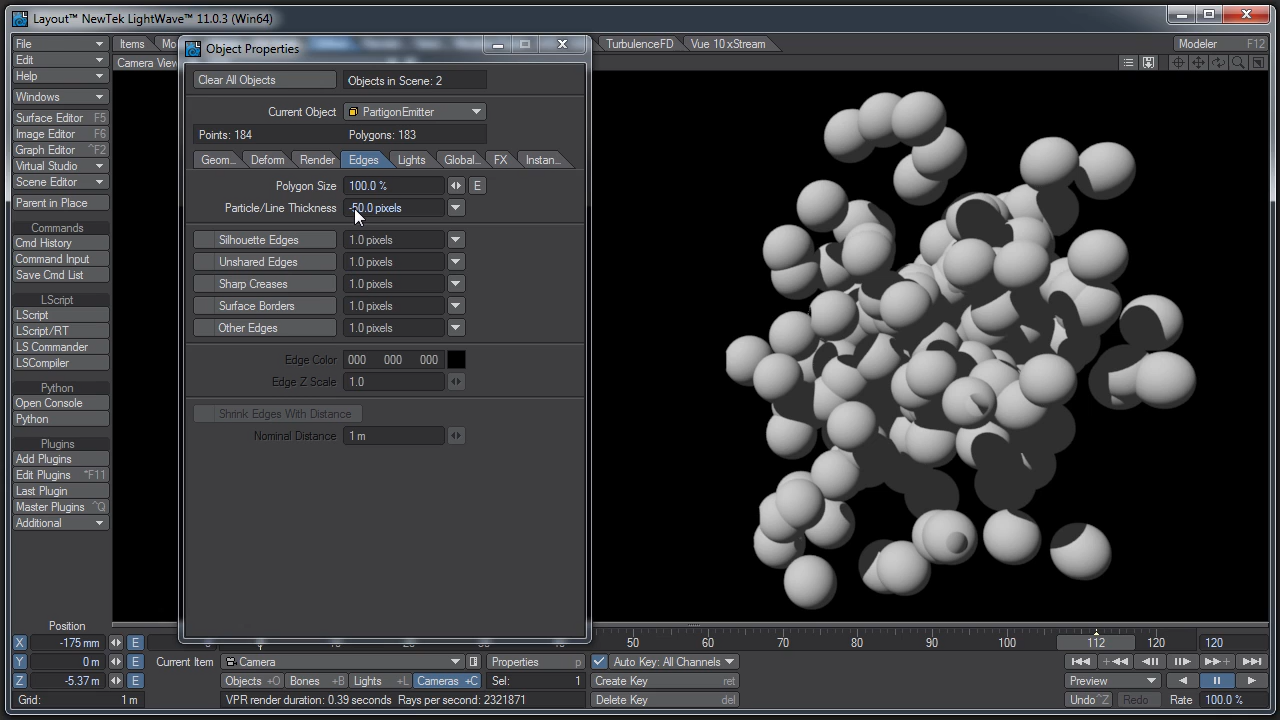 Layout™ NewTek LightWave™ 11.0.3 (Win64)
File
Edit
Help
Windows
Surface Editor F5
Image Editor F6
Graph Editor ^F2
Virtual Studio
Scene Editor
Parent in Place
Commands
Cmd History
Command Input
Save Cmd List
LScript
LScript
LScript/RT
LS Commander
LSCompiler
Python
Open Console
Python
Plugins
Add Plugins
Edit Plugins ^F11
Last Plugin
Master Plugins ^Q
Additional
Items
TurbulenceFD
Vue 10 xStream
Modeler F12
Camera View
Object Properties
Clear All Objects
Objects in Scene: 2
Current Object
PartigonEmitter
Points: 184
Polygons: 183
Geom...
Deform
Render
Edges
Lights
Global...
FX
Instan...
Polygon Size 100.0 % E
Particle/Line Thickness -50.0 pixels
Silhouette Edges 1.0 pixels
Unshared Edges 1.0 pixels
Sharp Creases 1.0 pixels
Surface Borders 1.0 pixels
Other Edges 1.0 pixels
Edge Color 000 000 000
Edge Z Scale 1.0
Shrink Edges With Distance
Nominal Distance 1 m
Position
X -175 mm E
Y 0 m E
Z -5.37 m E
Grid: 1 m
50 60 70 80 90 100 112 120 120
Current Item
Camera
Properties p
Auto Key: All Channels
Objects +O
Bones +B
Lights +L
Cameras +C
Sel: 1
Create Key ret
VPR render duration: 0.39 seconds Rays per second: 2321871
Delete Key del
Preview
Undo ^Z
Redo
Rate 100.0 %